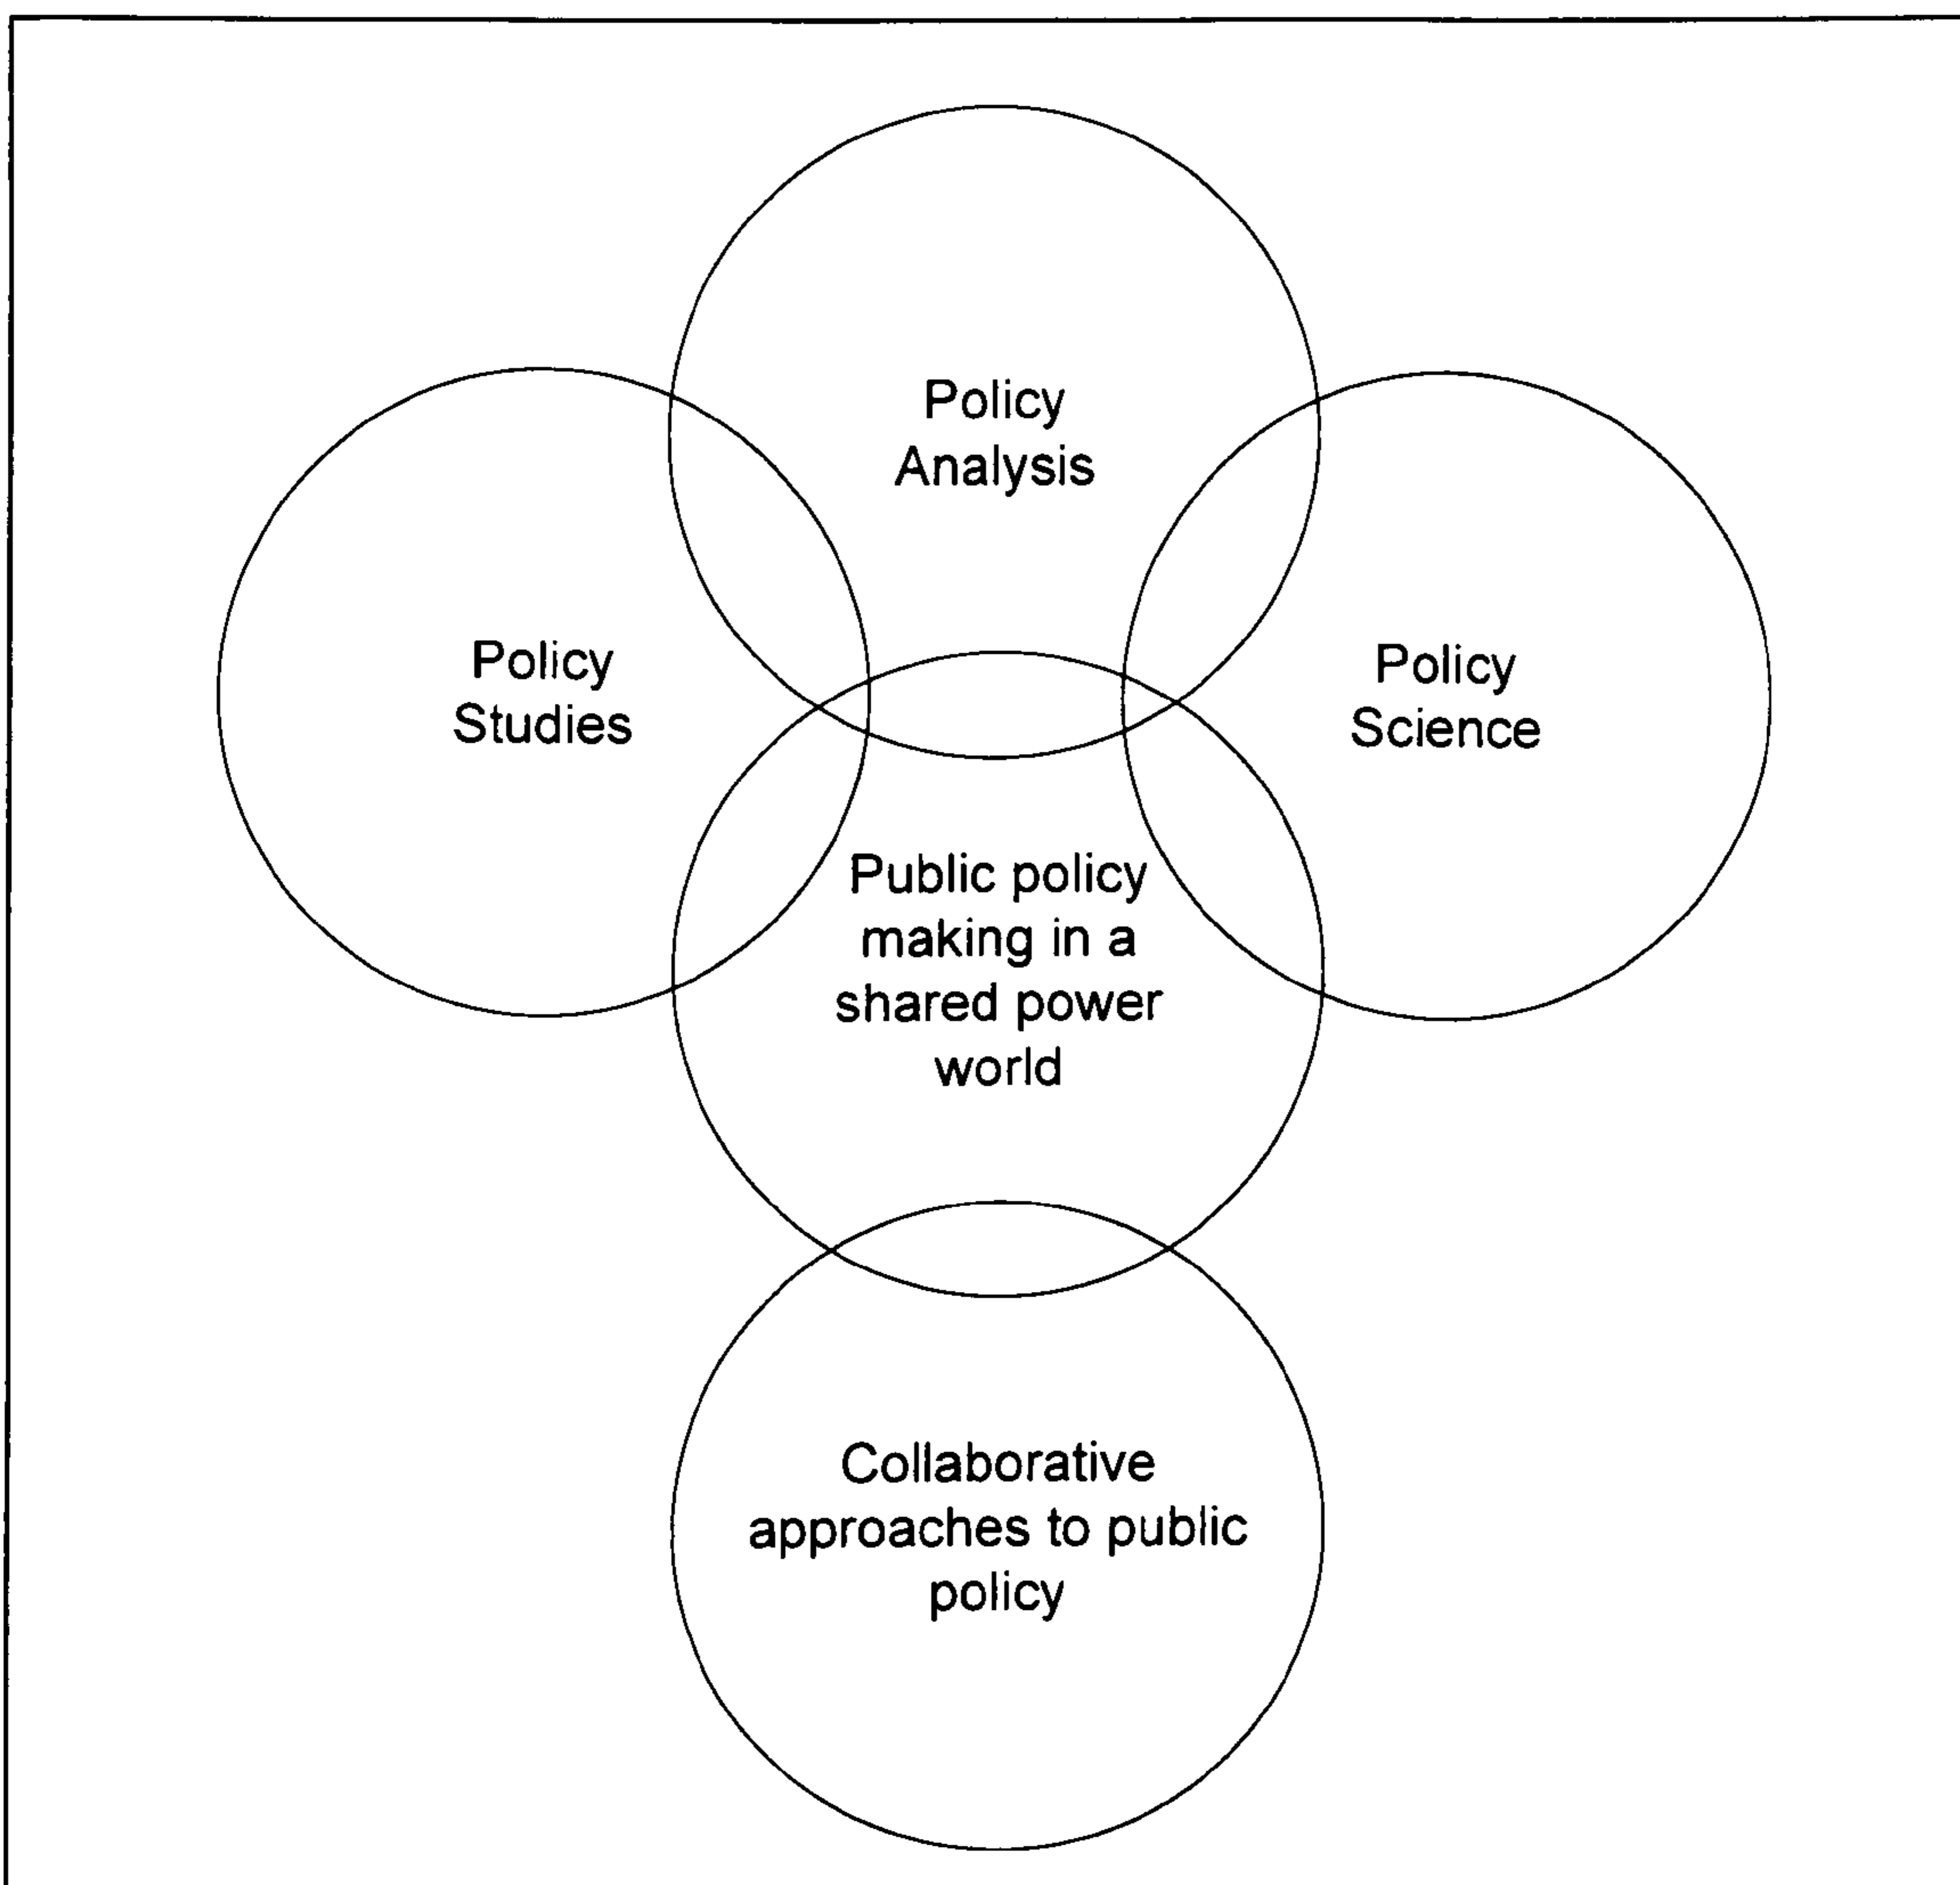 Policy
Analysis
Policy
Studies
Policy
Science
Public policy
making in a
shared power
world
Collaborative
approaches to public
policy